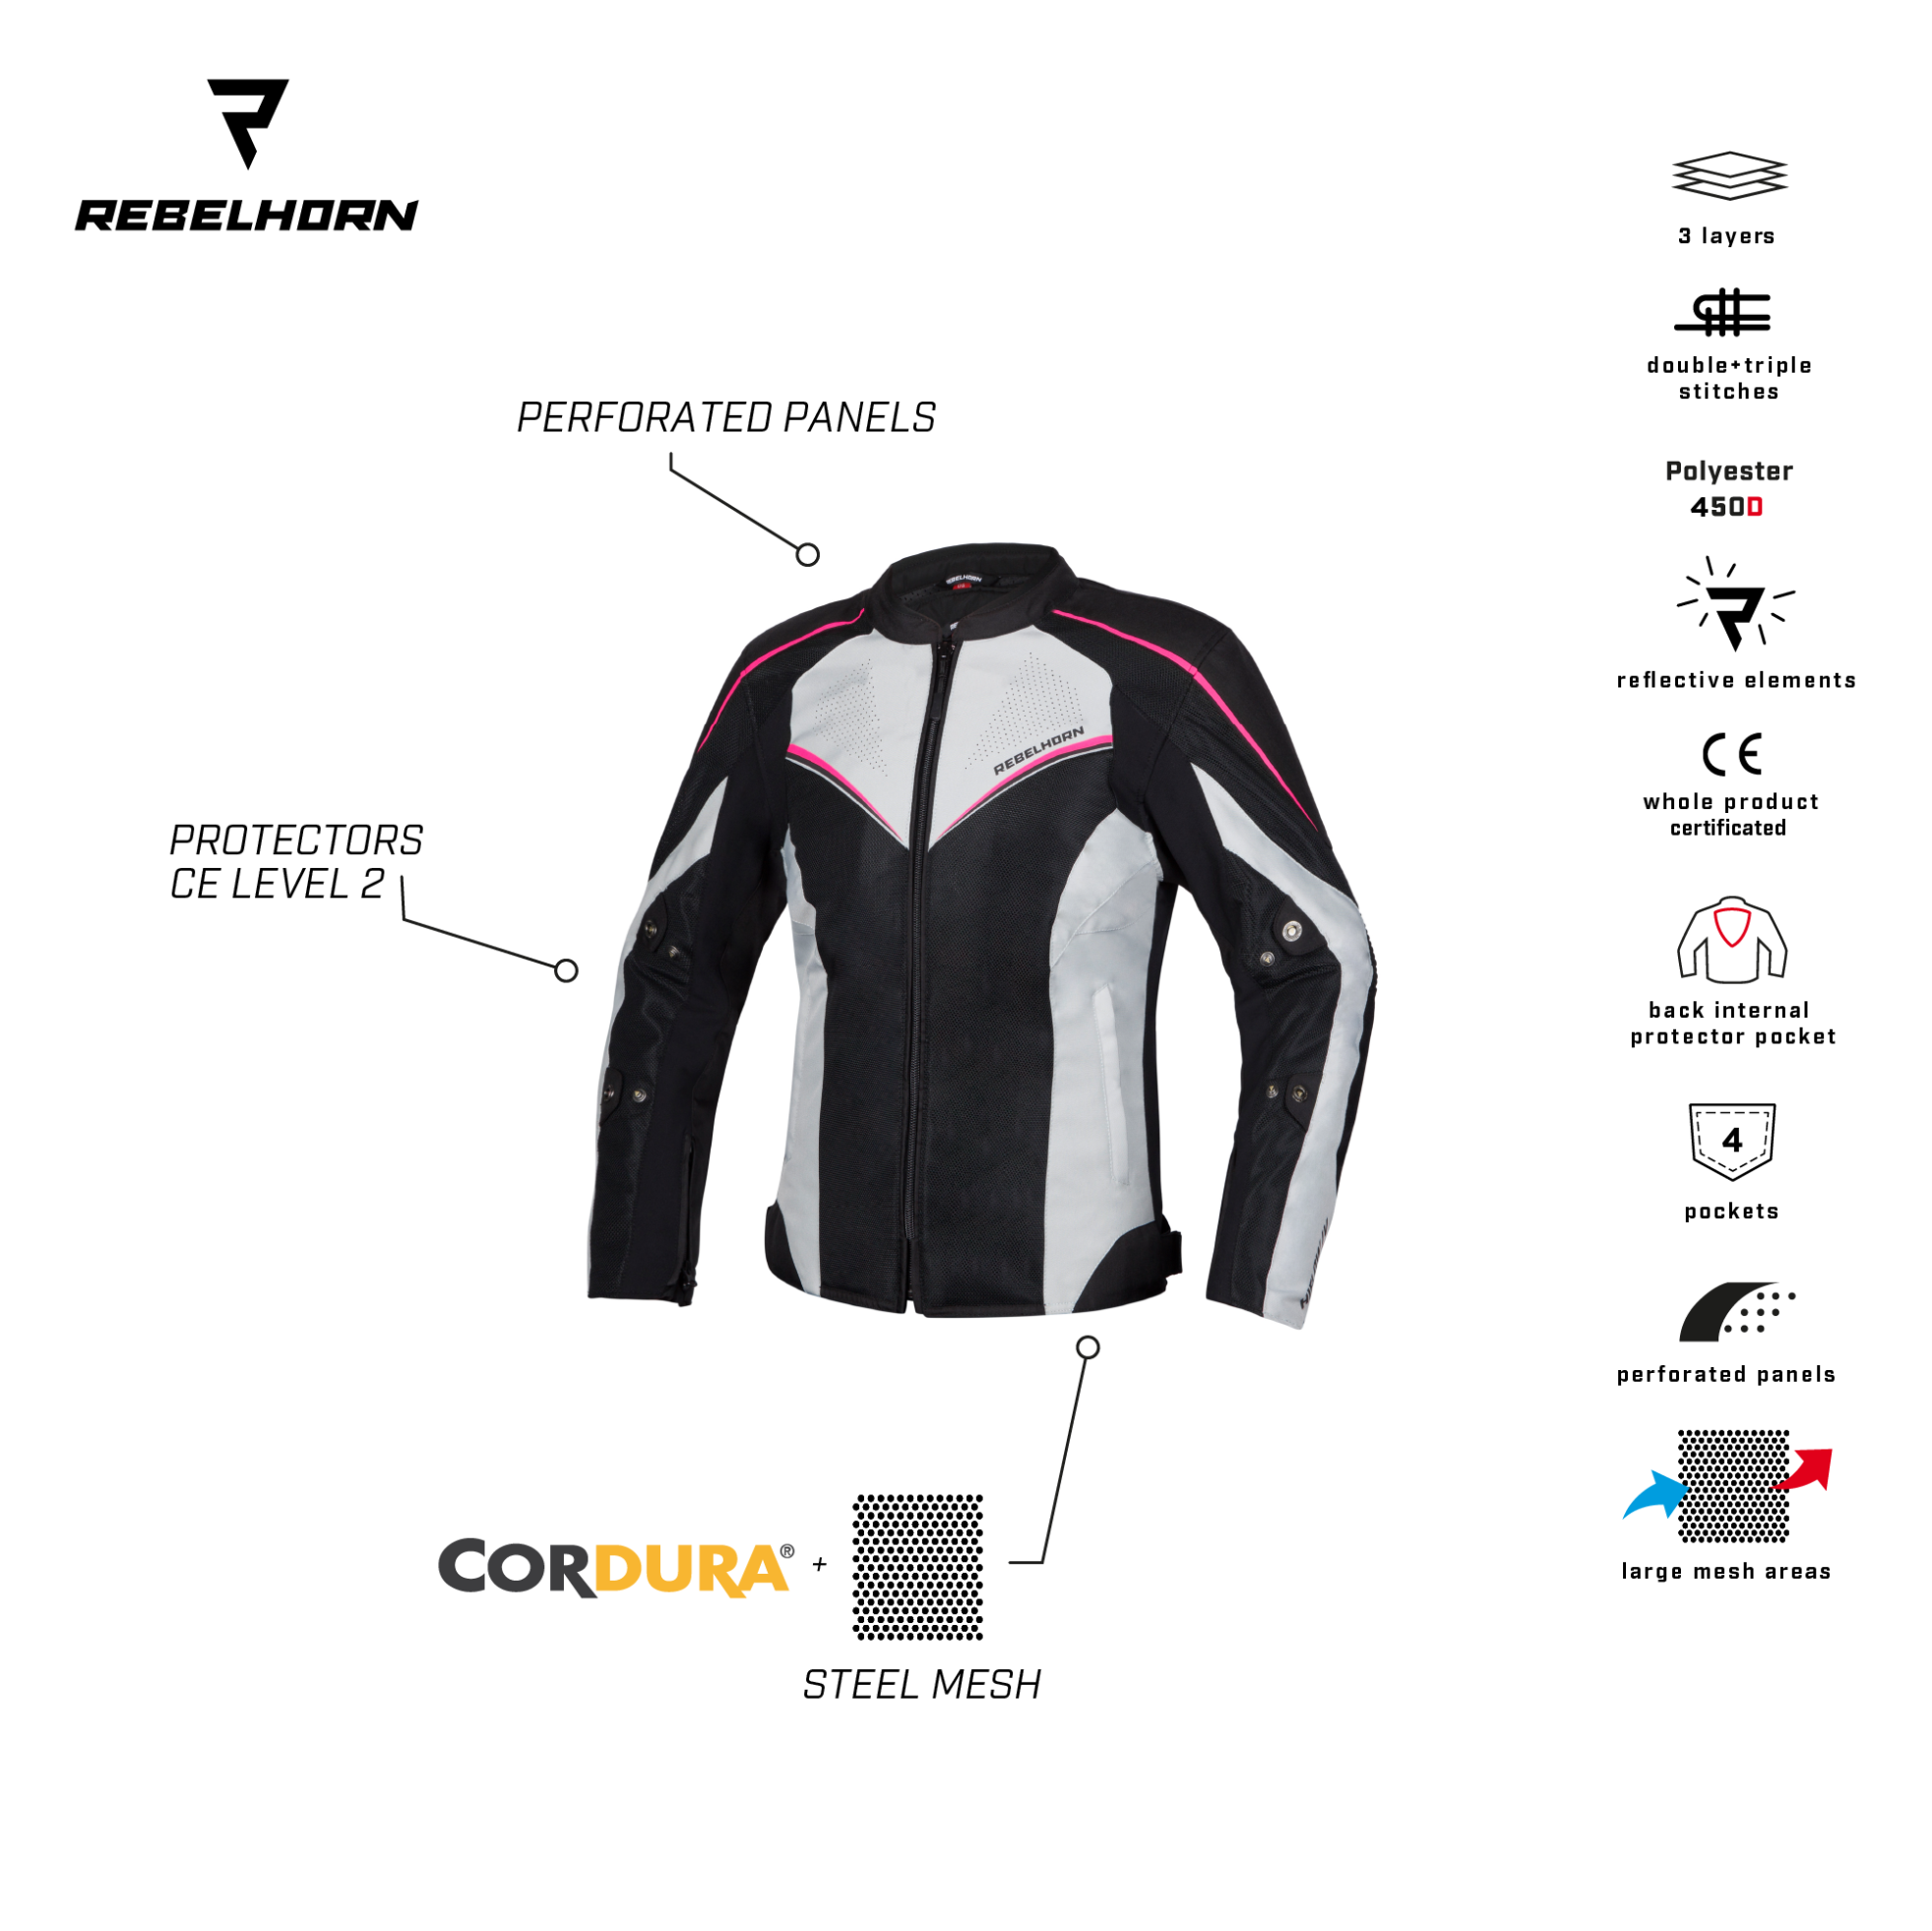 REBELHORN
PERFORATED PANELS
PROTECTORS
CE LEVEL 2
REBELHORN
REBELHORN
CORDURA® +
STEEL MESH
3 layers
double+triple
stitches
Polyester
450D
reflective elements
CE
whole product
certificated
back internal
protector pocket
4
pockets
perforated panels
large mesh areas